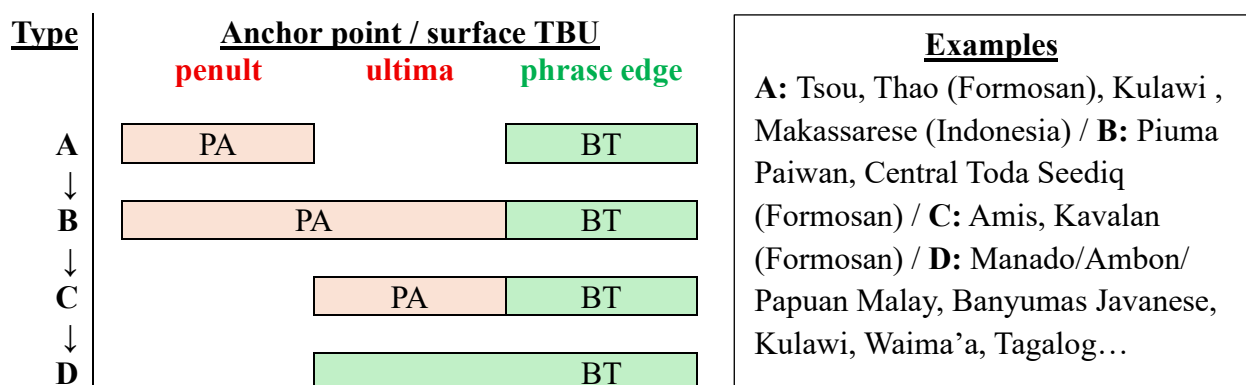 Type
Anchor point / surface TBU
penult ultima phrase edge
A PA BT
↓
B PA BT
↓
C PA BT
↓
D BT
Examples
A: Tsou, Thao (Formosan), Kulawi ,
Makassarese (Indonesia) / B: Piuma
Paiwan, Central Toda Seediq
(Formosan) / C: Amis, Kavalan
(Formosan) / D: Manado/Ambon/
Papuan Malay, Banyumas Javanese,
Kulawi, Waima’a, Tagalog…